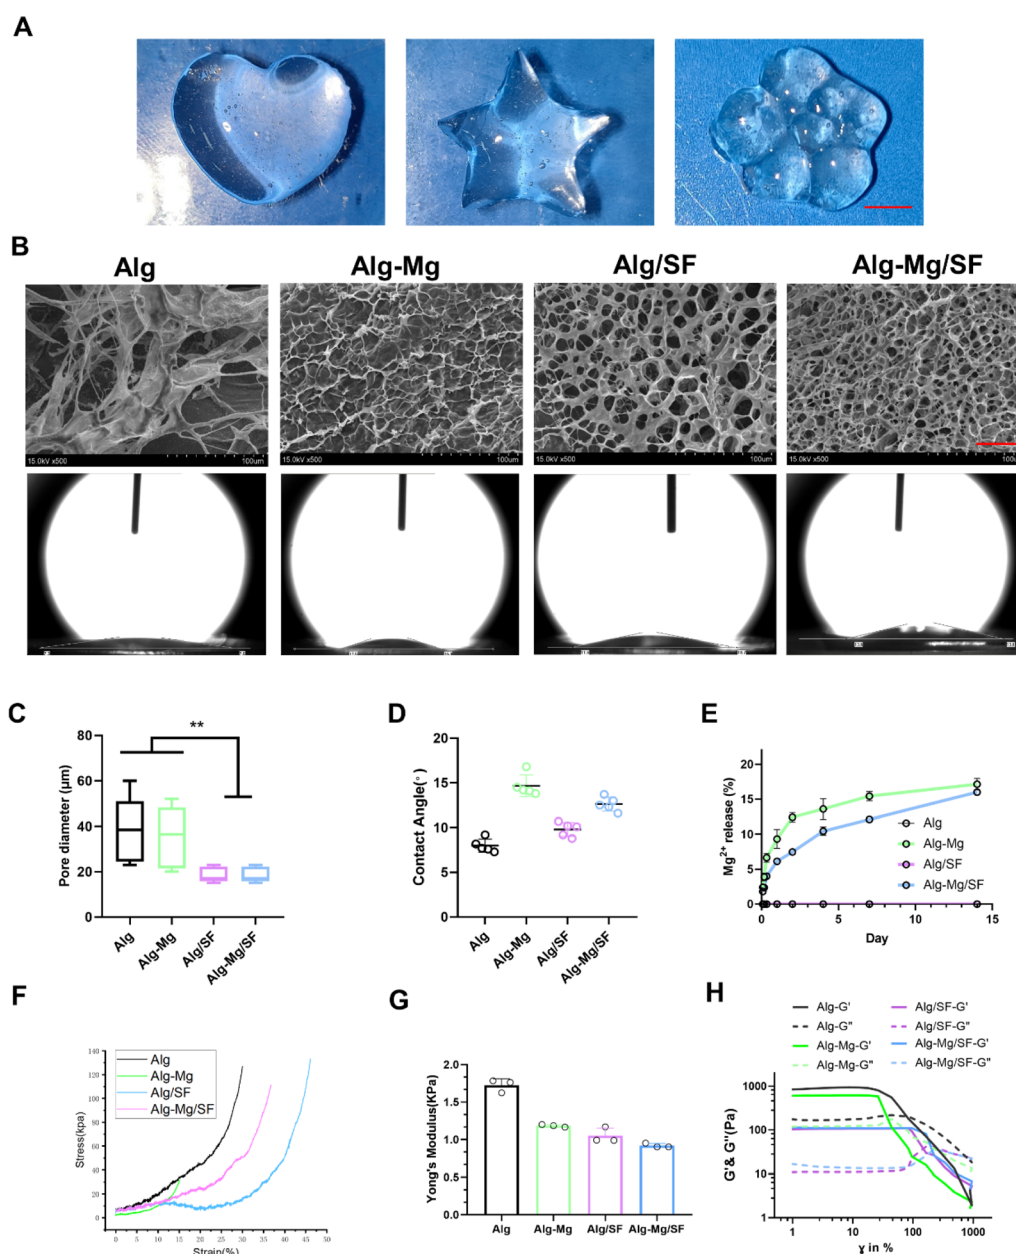 A
B
Alg
Alg-Mg
Alg/SF
Alg-Mg/SF
15.0kV x500
100um
15.0kV x500
100um
15.0kV x500
100um
15.0kV x500
100u
C
**
Pore diameter (μm)
80
60
40
20
0
Alg
Alg-Mg
Alg/SF
Alg-Mg/SF
D
Contact Angle(°)
20
15
10
5
0
Alg
Alg-Mg
Alg/SF
Alg-Mg/SF
E
Mg²⁺ release (%)
20
15
10
5
0
Alg
Alg-Mg
Alg/SF
Alg-Mg/SF
0
5
10
15
Day
F
Stress(kpa)
140
120
100
80
60
40
20
0
Alg
Alg-Mg
Alg/SF
Alg-Mg/SF
0 5 10 15 20 25 30 35 40 45 50
Strain(%)
G
Yong's Modulus(KPa)
2.0
1.5
1.0
0.5
0.0
Alg
Alg-Mg
Alg/SF
Alg-Mg/SF
H
Alg-G'
Alg-G"
Alg-Mg-G'
Alg-Mg-G"
Alg/SF-G'
Alg/SF-G"
Alg-Mg/SF-G'
Alg-Mg/SF-G"
G'& G"(Pa)
1000
100
10
1
1
10
100
1000
γ in %